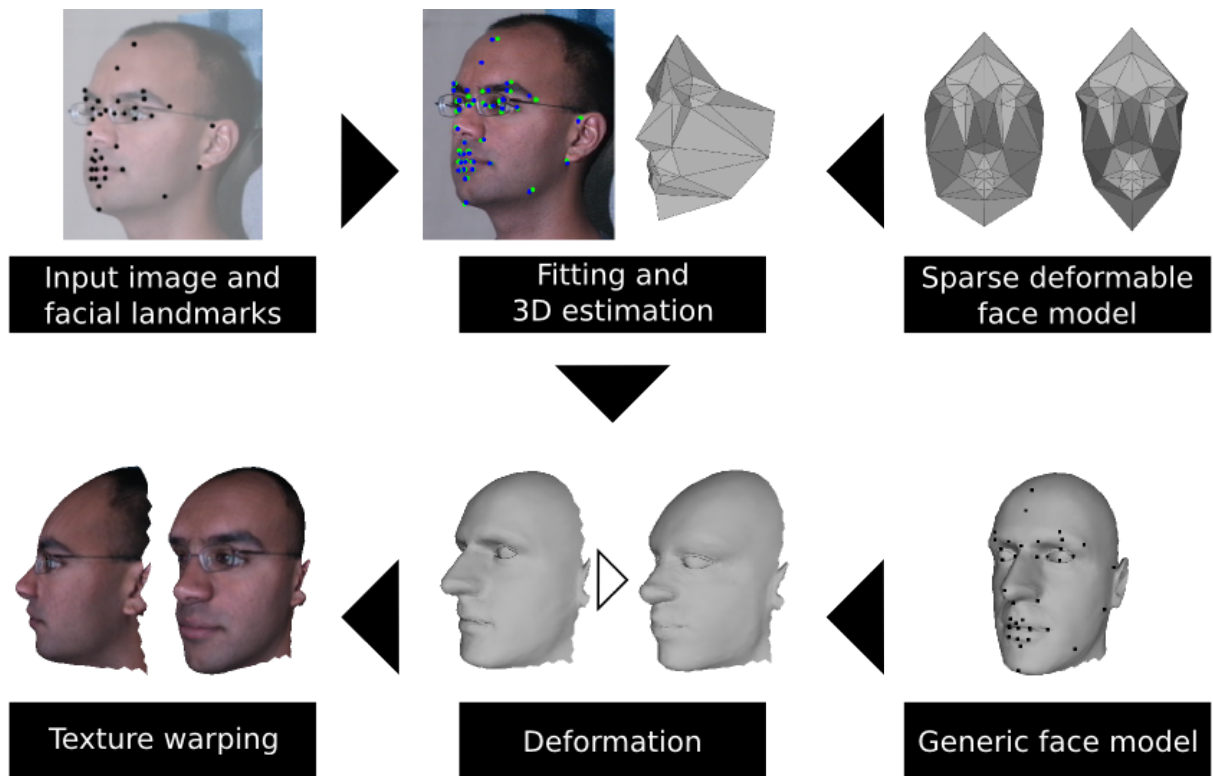 Input image and
facial landmarks
Fitting and
3D estimation
Sparse deformable
face model
Texture warping
Deformation
Generic face model